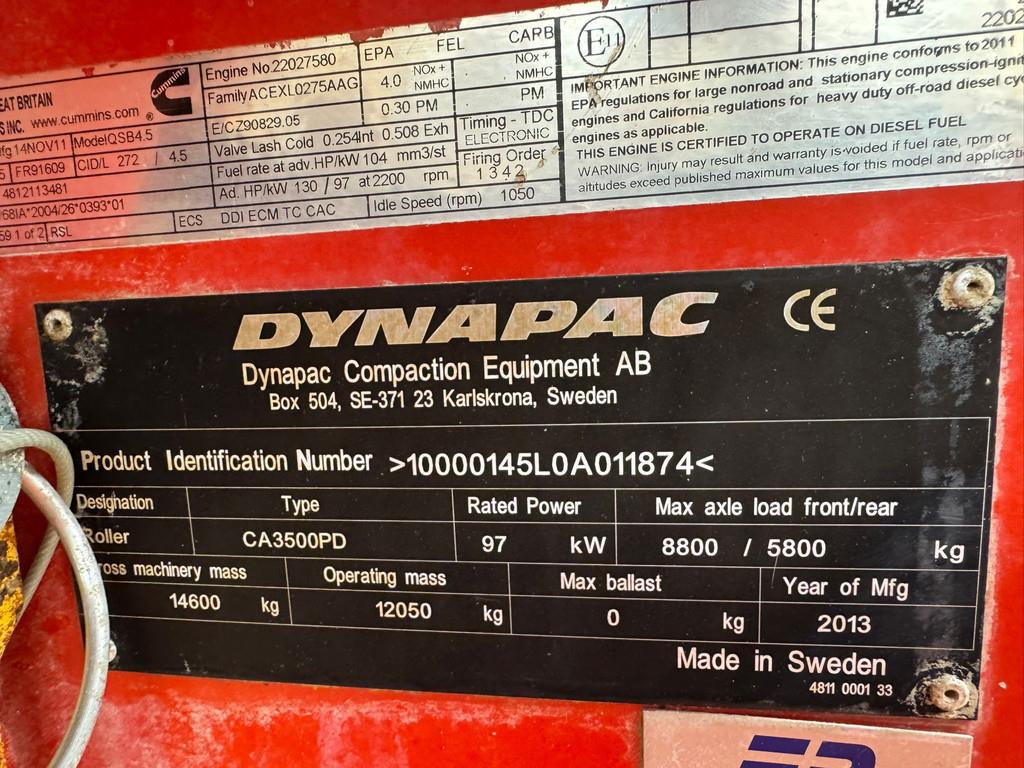 EAT BRITAIN
S INC. www.cummins.com
Cummins
®
fg 14NOV11 Model QSB4.5
5 FR91609 CID/L 272 / 4.5
4812113481
68IA*2004/26*0393*01
59 1 of 2 RSL
Engine No. 22027580
Family ACEXL0275AAG
E/CZ90829.05
Valve Lash Cold 0.254Int 0.508 Exh
Fuel rate at adv.HP/kW 104 mm3/st
Ad. HP/kW 130 / 97 at 2200 rpm
ECS DDI ECM TC CAC Idle Speed (rpm) 1050
EPA FEL CARB
4.0 NOx + NMHC NOx + NMHC
0.30 PM PM
Timing - TDC
ELECTRONIC
Firing Order
1 3 4 2
E11
2202
IMPORTANT ENGINE INFORMATION: This engine conforms to 2011
EPA regulations for large nonroad and stationary compression-ignit
engines and California regulations for heavy duty off-road diesel cy
engines as applicable.
THIS ENGINE IS CERTIFIED TO OPERATE ON DIESEL FUEL
WARNING: Injury may result and warranty is voided if fuel rate, rpm or
altitudes exceed published maximum values for this model and applicati
DYNAPAC CE
Dynapac Compaction Equipment AB
Box 504, SE-371 23 Karlskrona, Sweden
Product Identification Number >10000145L0A011874<
Designation Type Rated Power Max axle load front/rear
Roller CA3500PD 97 kW 8800 / 5800 kg
ross machinery mass Operating mass Max ballast Year of Mfg
14600 kg 12050 kg 0 kg 2013
Made in Sweden
4811 0001 33